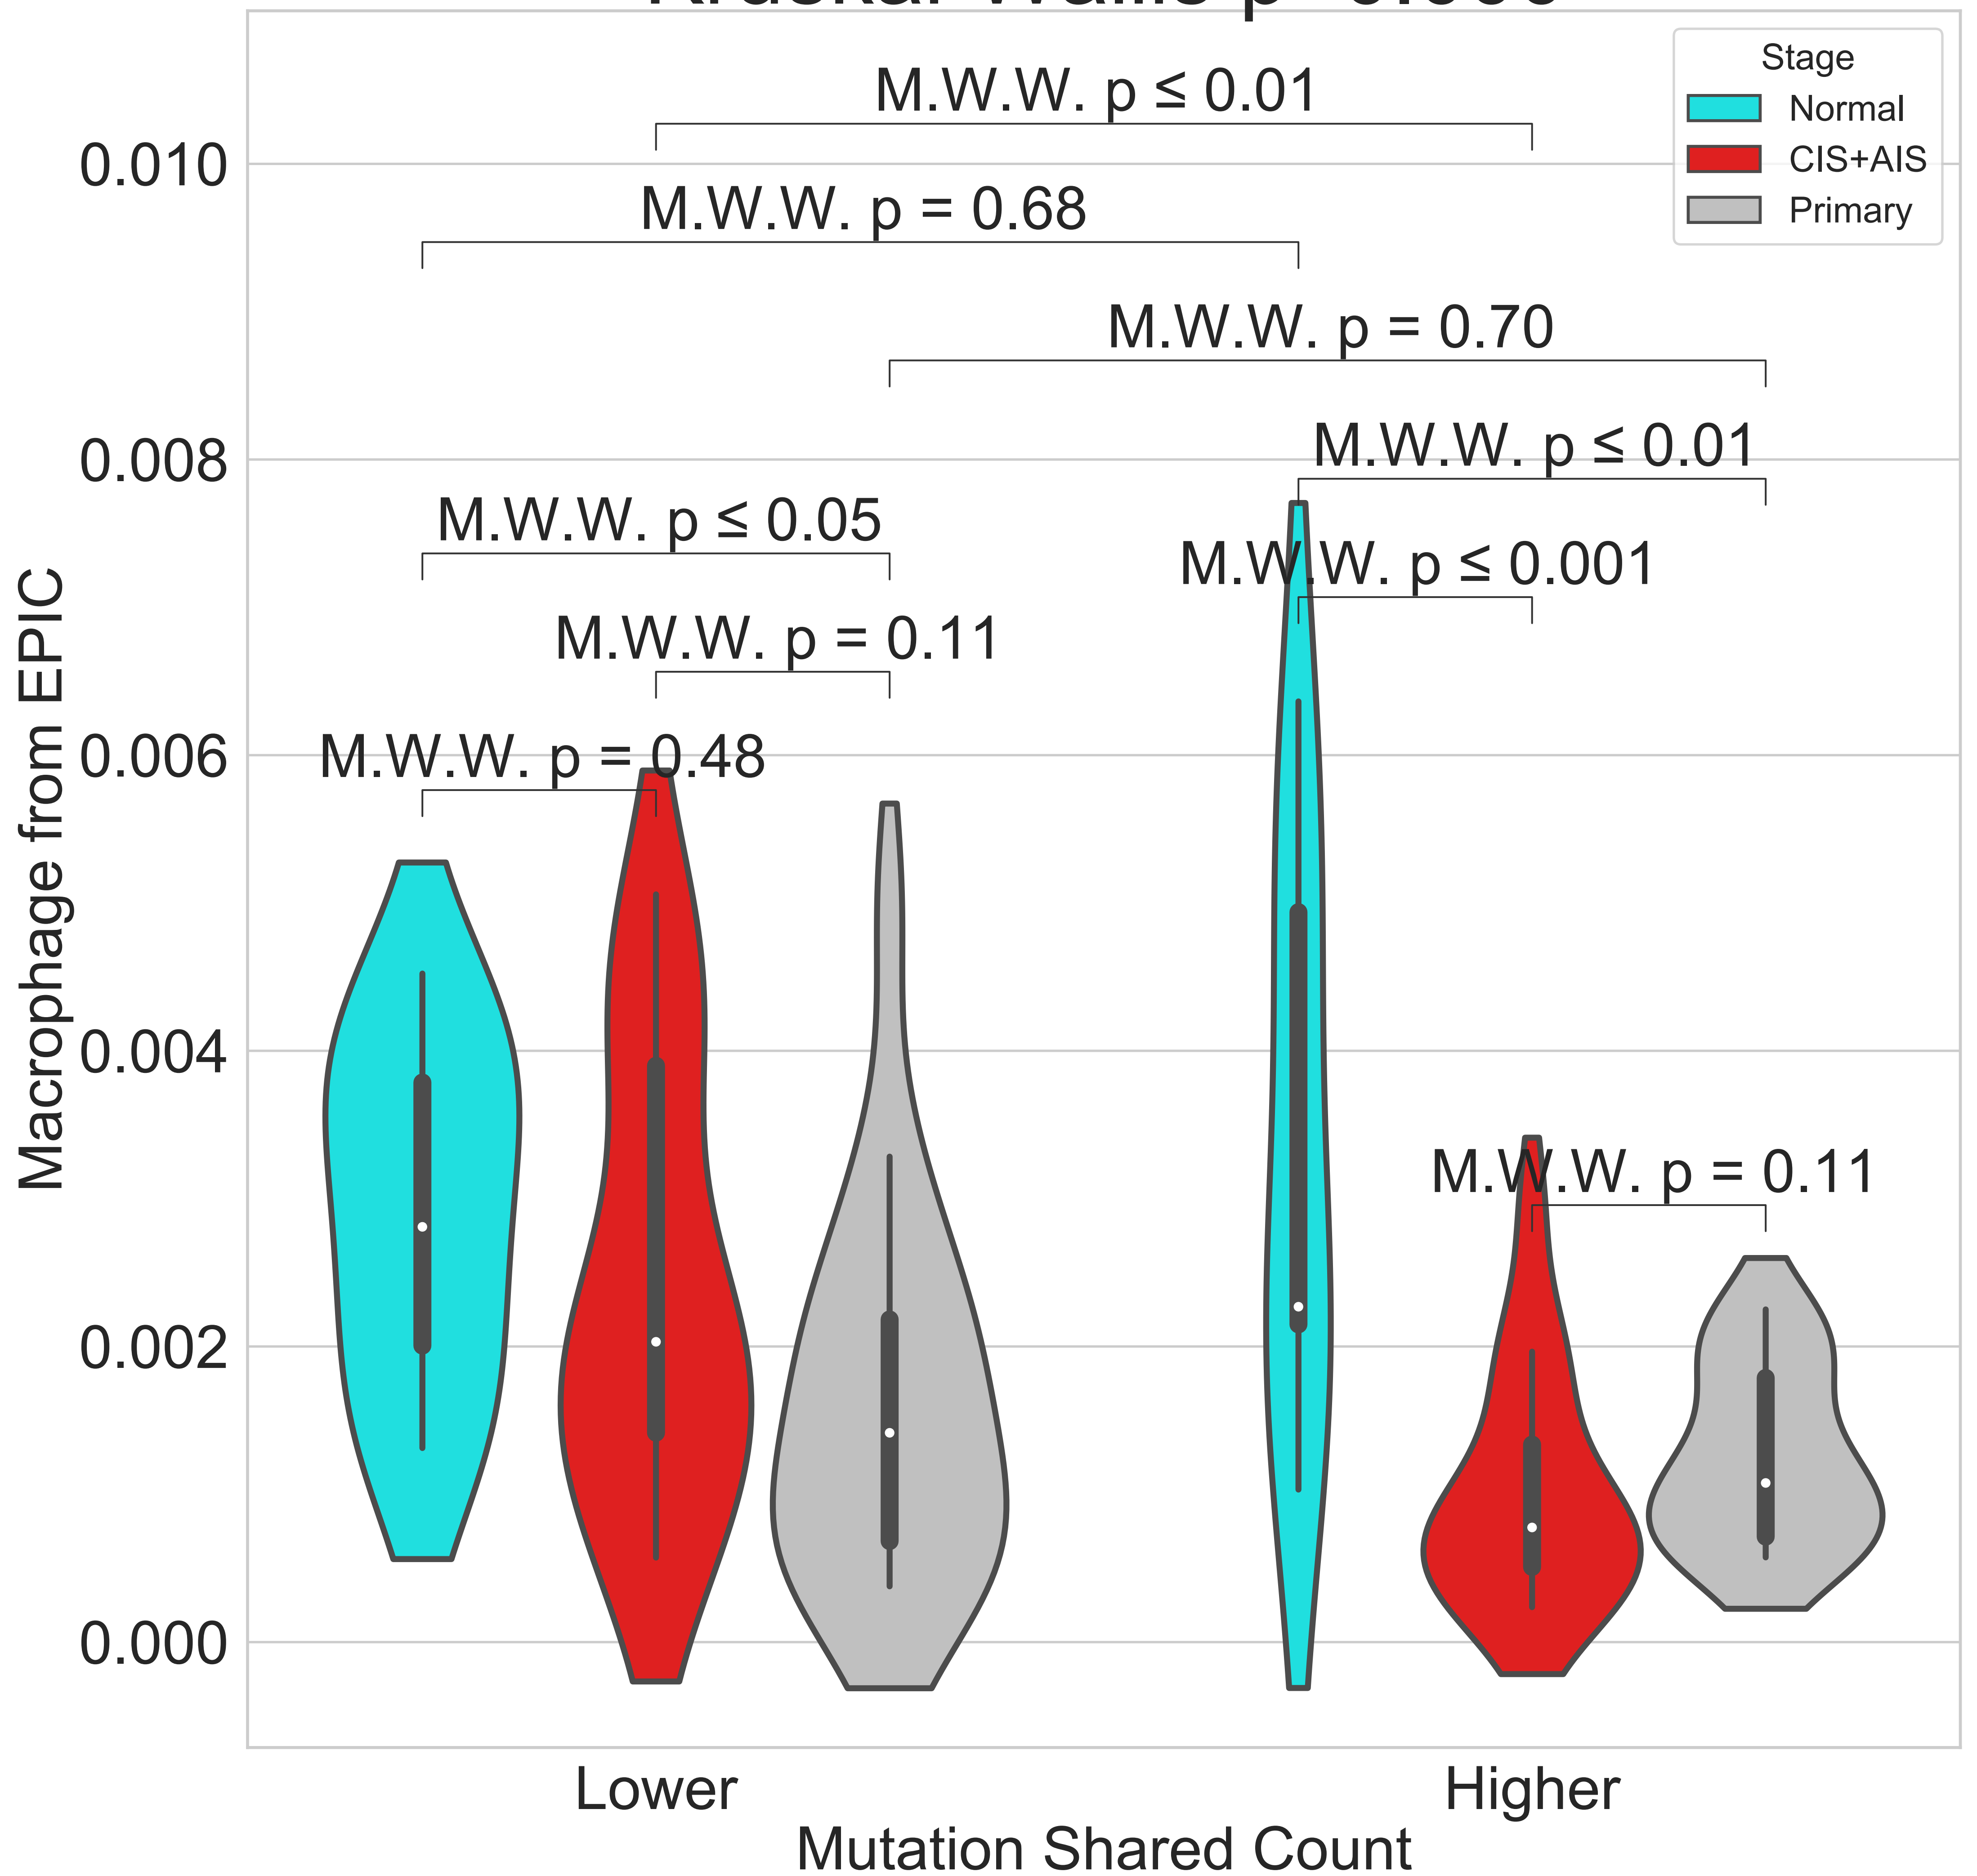 Stage
Normal
CIS+AIS
Primary
M.W.W. p ≤ 0.01
M.W.W. p = 0.68
M.W.W. p = 0.70
M.W.W. p ≤ 0.01
M.W.W. p ≤ 0.05
M.W.W. p ≤ 0.001
M.W.W. p = 0.11
M.W.W. p = 0.48
M.W.W. p = 0.11
0.010
0.008
0.006
0.004
0.002
0.000
Macrophage from EPIC
Lower
Higher
Mutation Shared Count